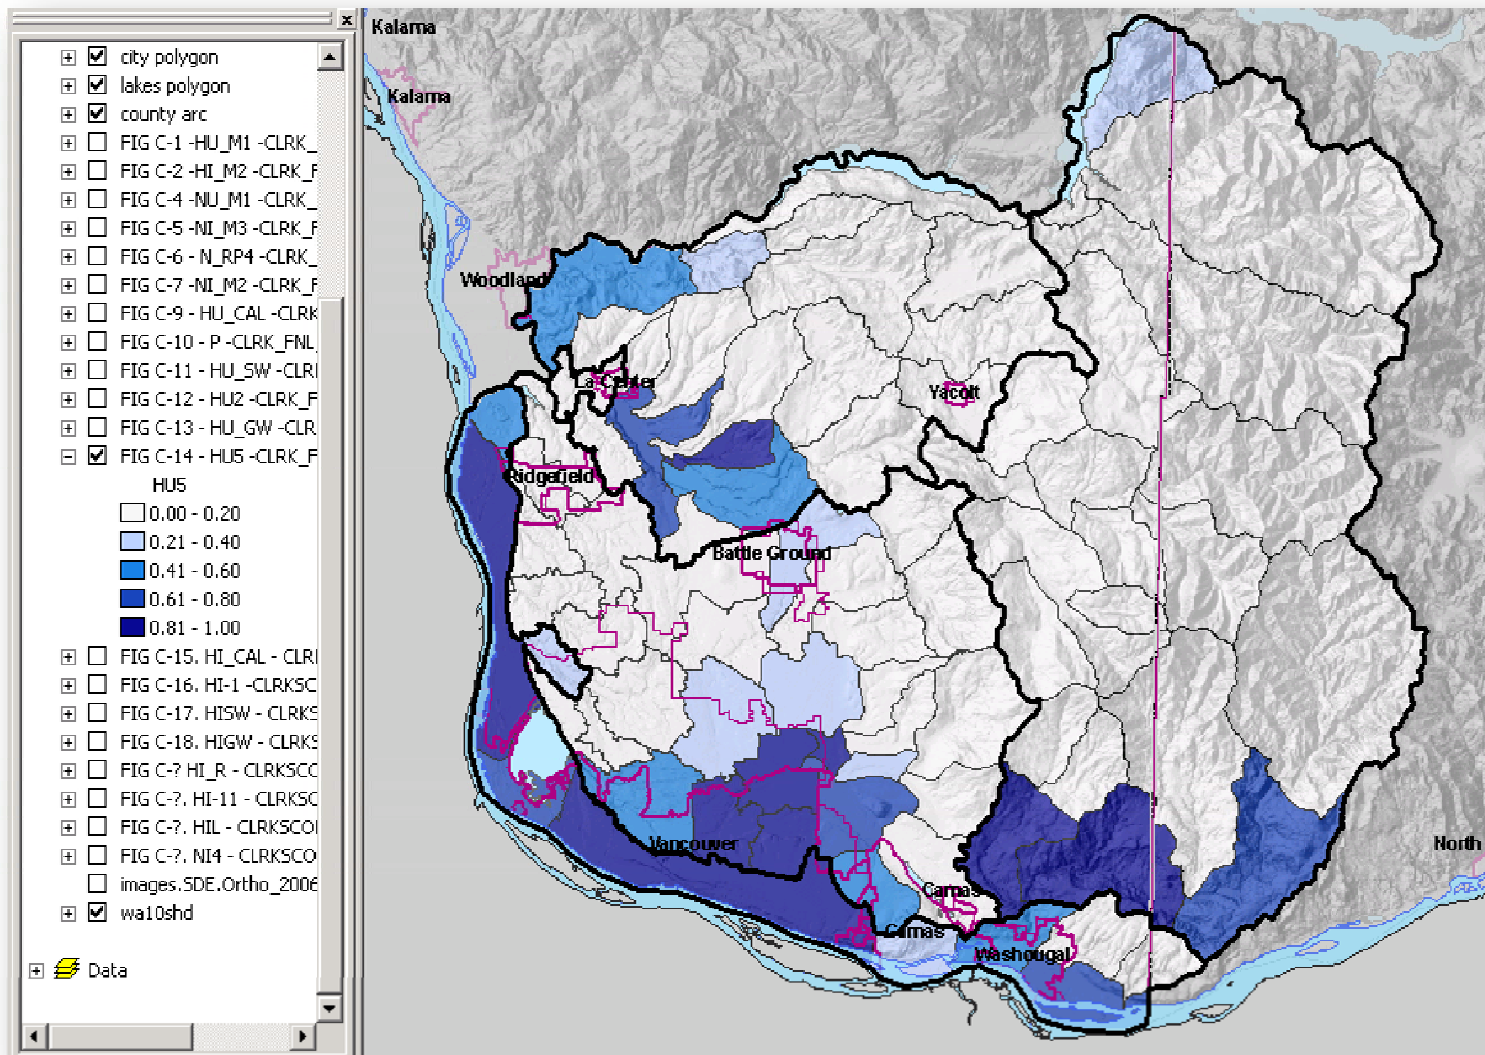 city polygon
lakes polygon
county arc
FIG C-1 -HU_M1 -CLRK_
FIG C-2 -HI_M2 -CLRK_F
FIG C-4 -NU_M1 -CLRK_
FIG C-5 -NI_M3 -CLRK_F
FIG C-6 - N_RP4 -CLRK_
FIG C-7 -NI_M2 -CLRK_F
FIG C-9 - HU_CAL -CLRK
FIG C-10 - P -CLRK_FNL_
FIG C-11 - HU_SW -CLR
FIG C-12 - HU2 -CLRK_F
FIG C-13 - HU_GW -CLR
FIG C-14 - HU5 -CLRK_F
HU5
0.00 - 0.20
0.21 - 0.40
0.41 - 0.60
0.61 - 0.80
0.81 - 1.00
FIG C-15. HI_CAL - CLR
FIG C-16. HI-1 -CLRKSC
FIG C-17. HISW - CLRKS
FIG C-18. HIGW - CLRKS
FIG C-? HI_R - CLRKSCO
FIG C-?. HI-11 - CLRKSC
FIG C-?. HIL - CLRKSCO
FIG C-?. NI4 - CLRKSCO
images.SDE.Ortho_2006
wa10shd
Data
Kalama
Kalama
Woodland
La Center
Yacolt
Ridgefield
Battle Ground
Vancouver
Camas
Camas
Washougal
North